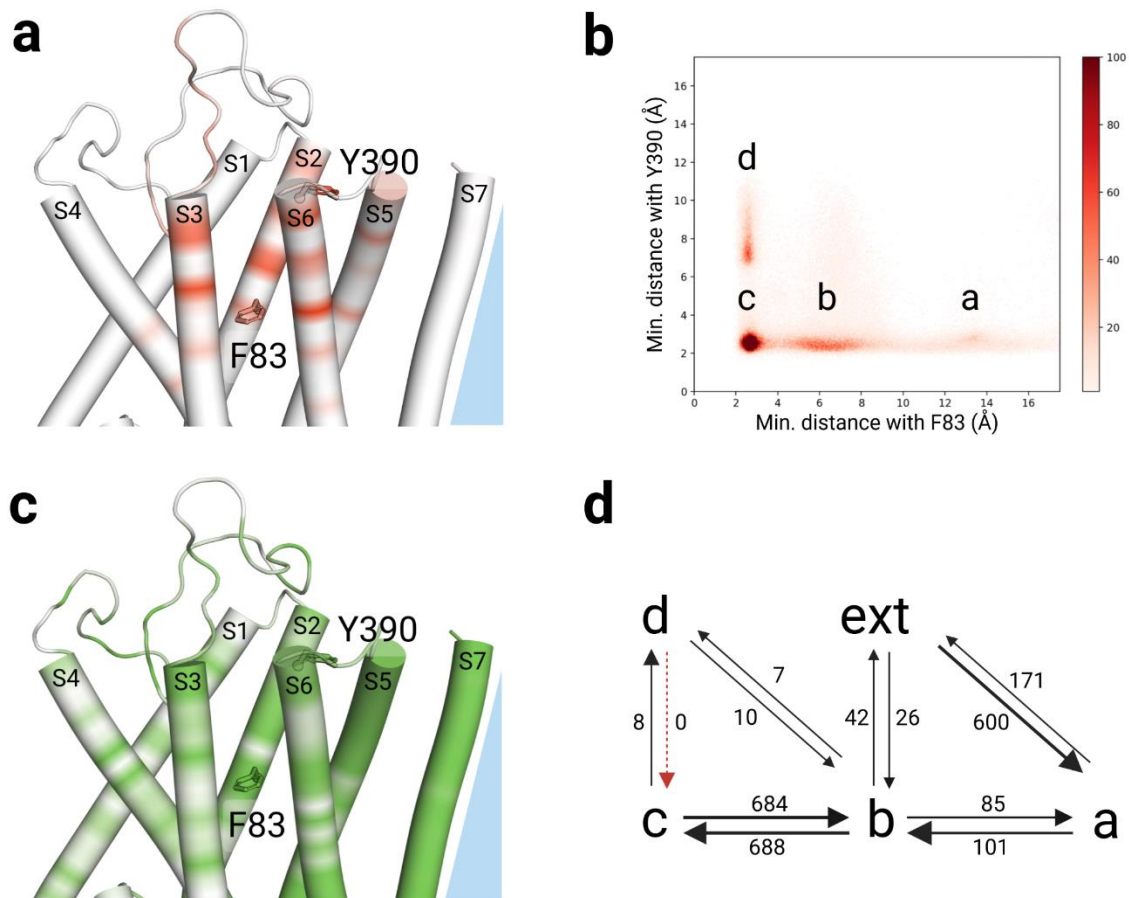 a
S1
S2
Y390
S4
S3
S6
S5
S7
F83
b
Min. distance with Y390 (Å)
16
14
12
10
8
6
4
2
0
d
c
b
a
0 2 4 6 8 10 12 14 16
Min. distance with F83 (Å)
100
80
60
40
20
c
S1
S2
Y390
S4
S3
S6
S5
S7
F83
d
d
ext
7
171
8
0
10
42
26
600
684
85
c
b
a
688
101